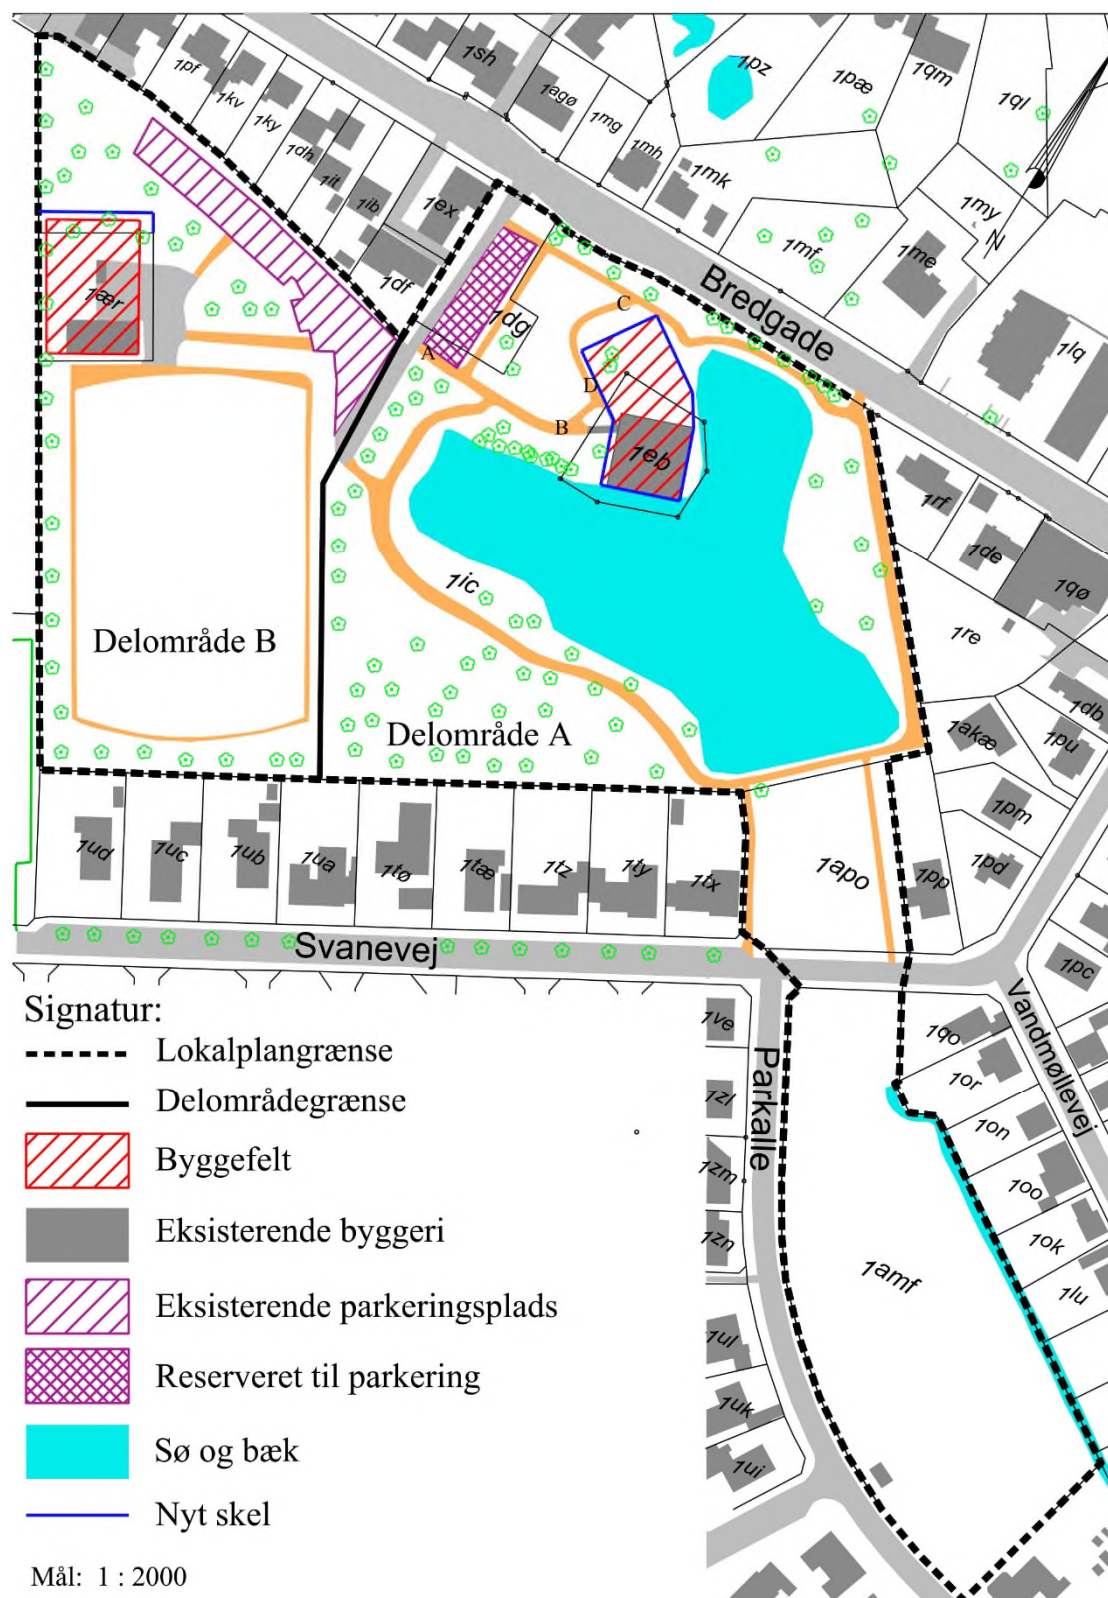 1sh
1pz
1pæ
1qm
1ql
1pf
1kv
1ky
1dh
1it
1ib
1ex
1df
1agø
1mg
1mh
1mk
1mf
1me
1my
N
1lq
1ær
1dg
A
B
C
D
1eb
Bredgade
1rf
1de
1qø
1re
1ic
Delområde B
Delområde A
1akæ
1pu
1db
1pm
1pd
1pp
1pc
1apo
1ud
1uc
1ub
1ua
1tø
1tæ
1tz
1ty
1tx
Svanevej
Parkalle
Vandmøllevej
1ve
1zl
1zm
1zn
1ul
1uk
1ui
1qo
1or
1on
1oo
1ok
1lu
1amf
Signatur:
Lokalplangrænse
Delområdegrænse
Byggefelt
Eksisterende byggeri
Eksisterende parkeringsplads
Reserveret til parkering
Sø og bæk
Nyt skel
Mål: 1 : 2000